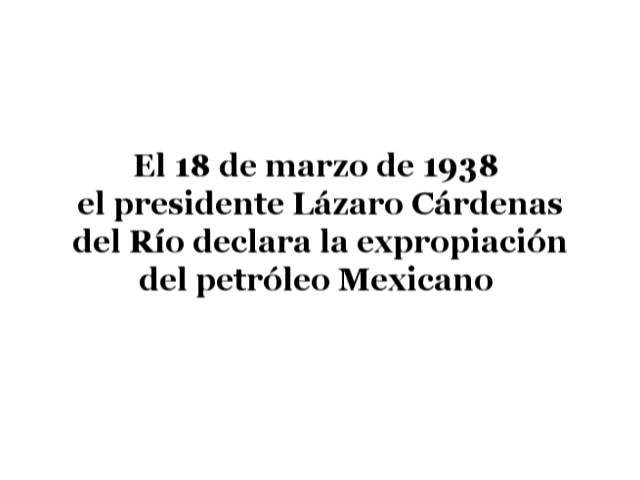 El 18 de marzo de 1938
el presidente Lázaro Cárdenas
del Río declara la expropiación
del petróleo Mexicano